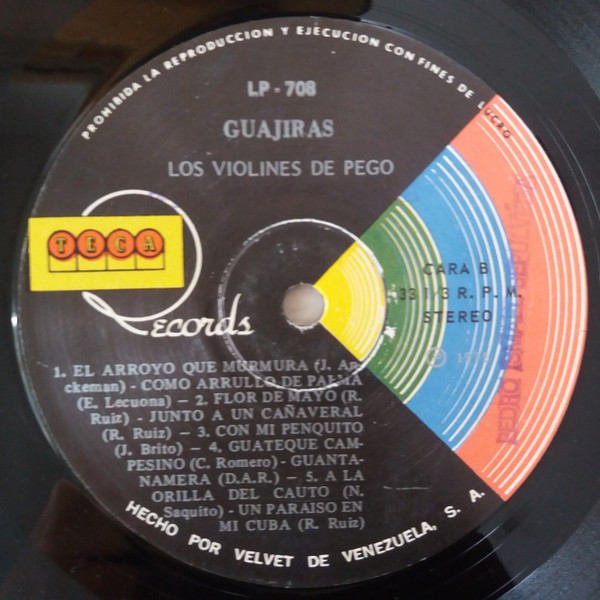 PROHIBIDA LA REPRODUCCION Y EJECUCION CON FINES DE LUCRO
LP - 708
GUAJIRAS
LOS VIOLINES DE PEGO
TECA
Records
CARA B
33 1/3 R. P. M.
STEREO
1. EL ARROYO QUE MURMURA (J. An-
ckeman) - COMO ARRULLO DE PALMA
(E. Lecuona) – 2. FLOR DE MAYO (R.
Ruiz) - JUNTO A UN CAÑAVERAL
(R. Ruiz) – 3. CON MI PENQUITO
(J. Brito) – 4. GUATEQUE CAM-
PESINO (C. Romero) - GUANTA-
NAMERA (D.A.R.) – 5. A LA
ORILLA DEL CAUTO (N.
Saquito) - UN PARAISO EN
MI CUBA (R. Ruiz)
HECHO POR VELVET DE VENEZUELA, S. A.
PEDRO